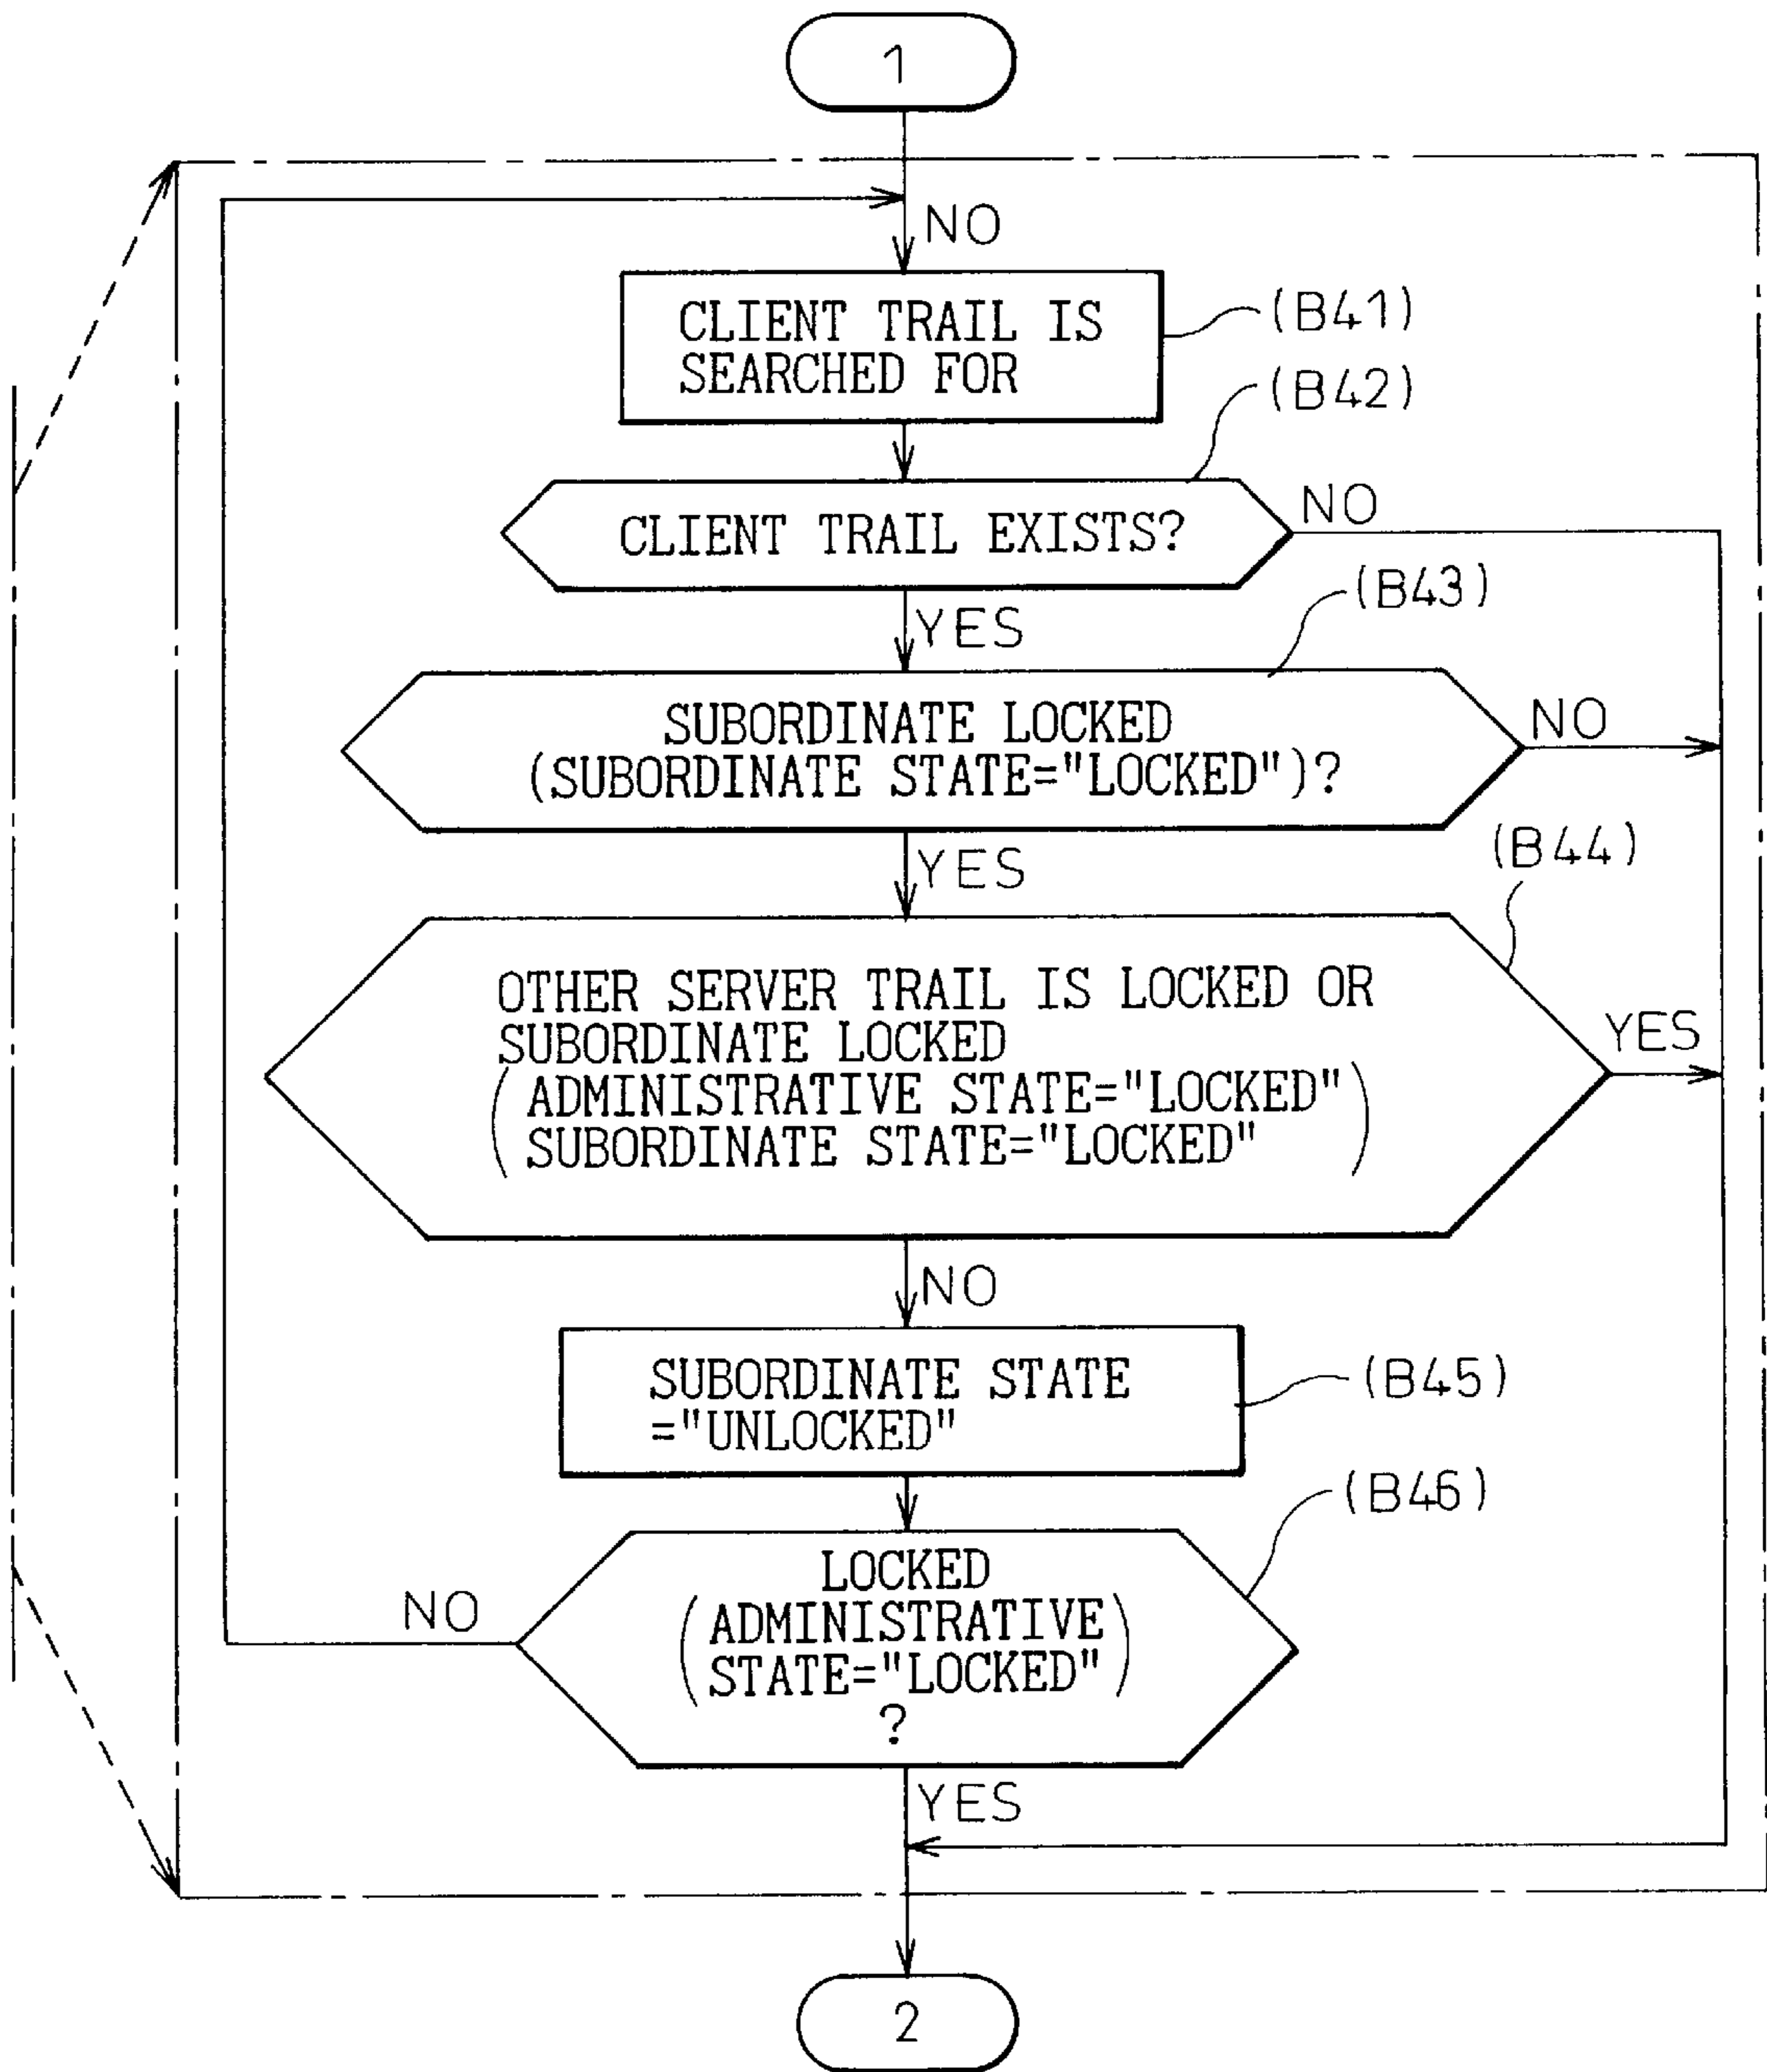 1
NO
CLIENT TRAIL IS
SEARCHED FOR
(B41)
(B42)
CLIENT TRAIL EXISTS?
NO
YES
(B43)
SUBORDINATE LOCKED
(SUBORDINATE STATE="LOCKED")?
NO
YES
(B44)
OTHER SERVER TRAIL IS LOCKED OR
SUBORDINATE LOCKED
(ADMINISTRATIVE STATE="LOCKED"
SUBORDINATE STATE="LOCKED")
YES
NO
SUBORDINATE STATE
="UNLOCKED"
(B45)
(B46)
LOCKED
(ADMINISTRATIVE
STATE="LOCKED")
?
NO
YES
2